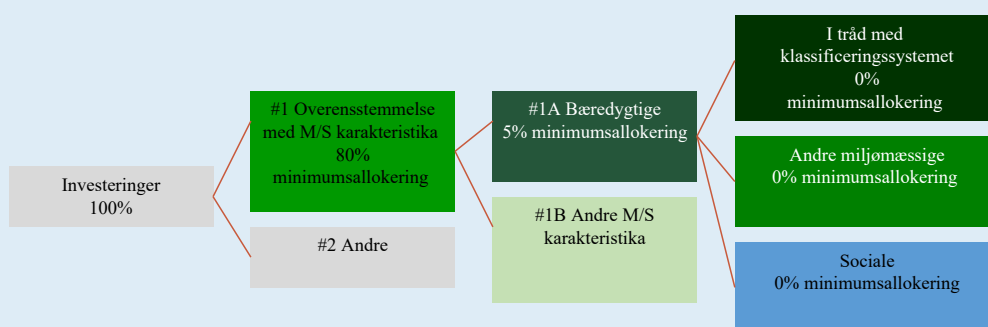 Investeringer
100%
#1 Overensstemmelse
med M/S karakteristika
80%
minimumsallokering
#2 Andre
#1A Bæredygtige
5% minimumsallokering
#1B Andre M/S
karakteristika
I tråd med
klassificeringssystemet
0%
minimumsallokering
Andre miljømæssige
0% minimumsallokering
Sociale
0% minimumsallokering